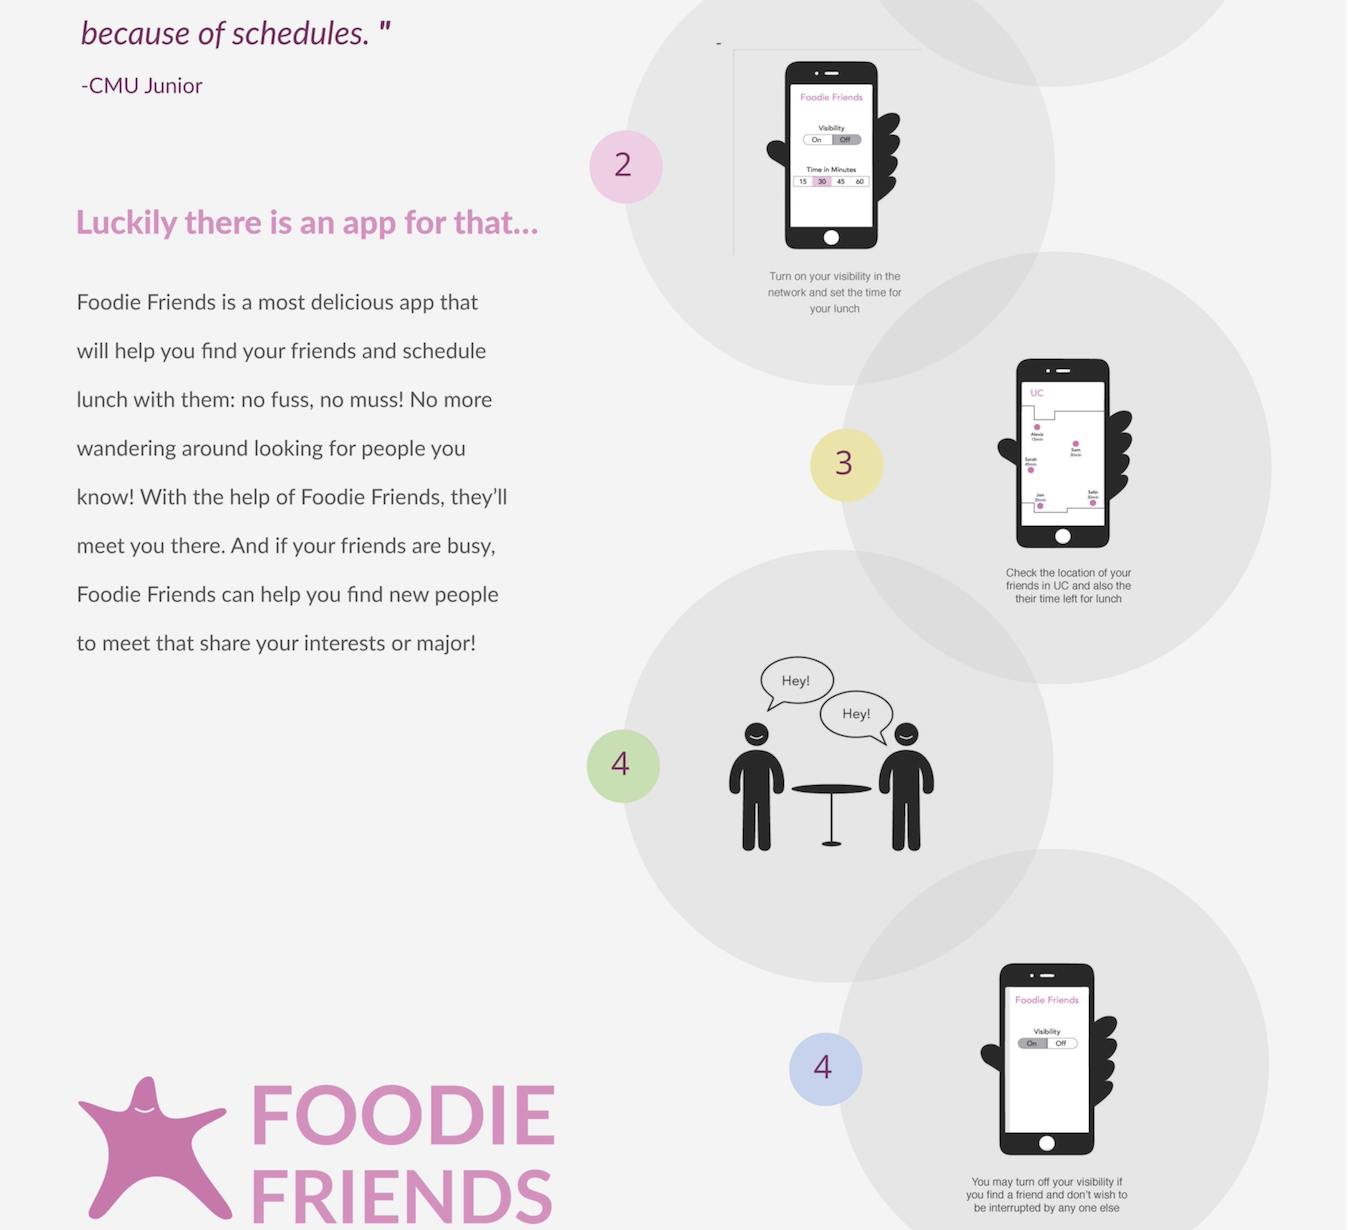 because of schedules. "
-CMU Junior
Luckily there is an app for that...
Foodie Friends is a most delicious app that
will help you find your friends and schedule
lunch with them: no fuss, no muss! No more
wandering around looking for people you
know! With the help of Foodie Friends, they'll
meet you there. And if your friends are busy,
Foodie Friends can help you find new people
to meet that share your interests or major!
FOODIE
FRIENDS
-
2
Foodie Friends
Visibility
On Off
Time in Minutes
15 30 45 60
Turn on your visibility in the
network and set the time for
your lunch
3
UC
Alexis
15min
Sam
30min
Sarah
45min
Jen
30min
Selin
30min
Check the location of your
friends in UC and also the
their time left for lunch
4
Hey!
Hey!
4
Foodie Friends
Visibility
On Off
You may turn off your visibility if
you find a friend and don't wish to
be interrupted by any one else